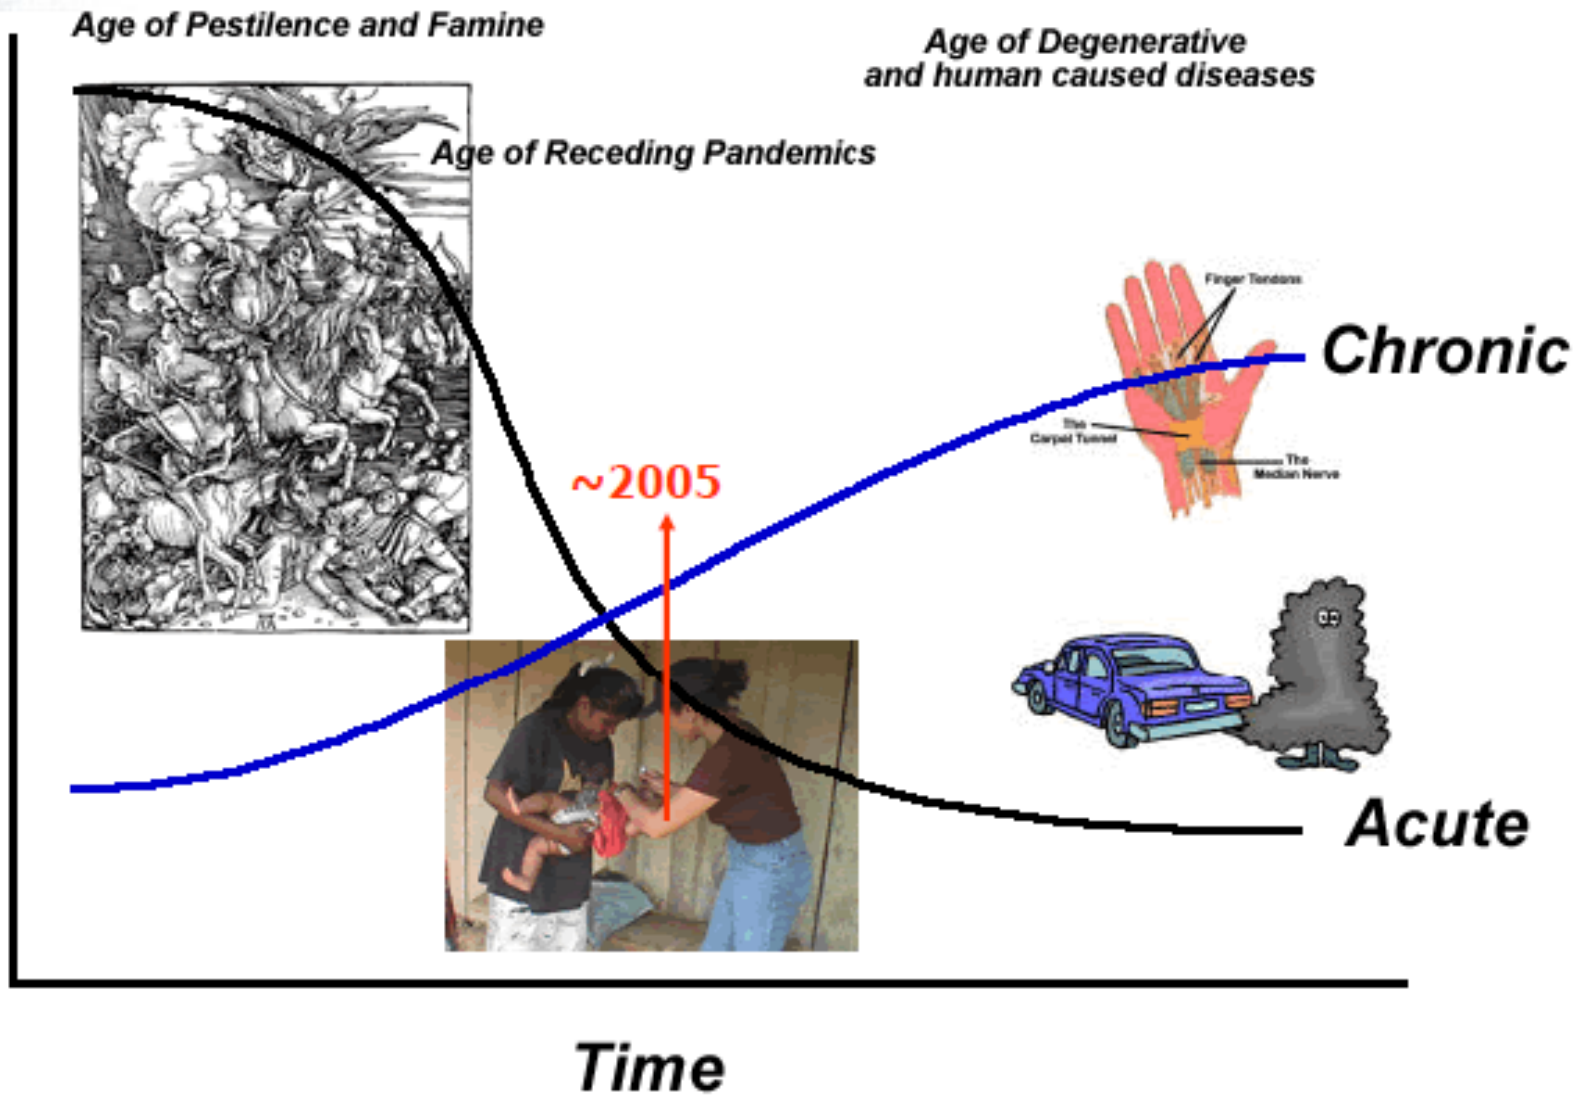 Age of Pestilence and Famine
Age of Degenerative
and human caused diseases
Age of Receding Pandemics
Finger Tendons
Chronic
The
Carpal Tunnel
The
Median Nerve
~2005
Acute
Time